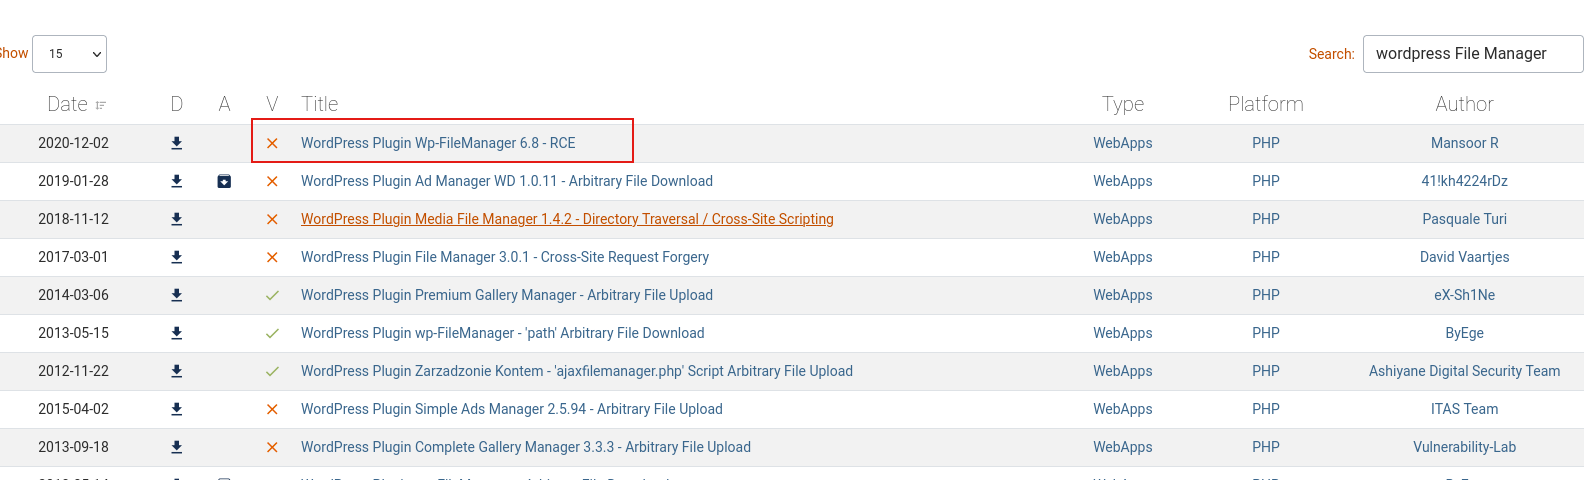 Show 15 Search: wordpress File Manager
Date D A V Title Type Platform Author
2020-12-02 WordPress Plugin Wp-FileManager 6.8 - RCE WebApps PHP Mansoor R
2019-01-28 WordPress Plugin Ad Manager WD 1.0.11 - Arbitrary File Download WebApps PHP 41!kh4224rDz
2018-11-12 WordPress Plugin Media File Manager 1.4.2 - Directory Traversal / Cross-Site Scripting WebApps PHP Pasquale Turi
2017-03-01 WordPress Plugin File Manager 3.0.1 - Cross-Site Request Forgery WebApps PHP David Vaartjes
2014-03-06 WordPress Plugin Premium Gallery Manager - Arbitrary File Upload WebApps PHP eX-Sh1Ne
2013-05-15 WordPress Plugin wp-FileManager - 'path' Arbitrary File Download WebApps PHP ByEge
2012-11-22 WordPress Plugin Zarzadzonie Kontem - 'ajaxfilemanager.php' Script Arbitrary File Upload WebApps PHP Ashiyane Digital Security Team
2015-04-02 WordPress Plugin Simple Ads Manager 2.5.94 - Arbitrary File Upload WebApps PHP ITAS Team
2013-09-18 WordPress Plugin Complete Gallery Manager 3.3.3 - Arbitrary File Upload WebApps PHP Vulnerability-Lab